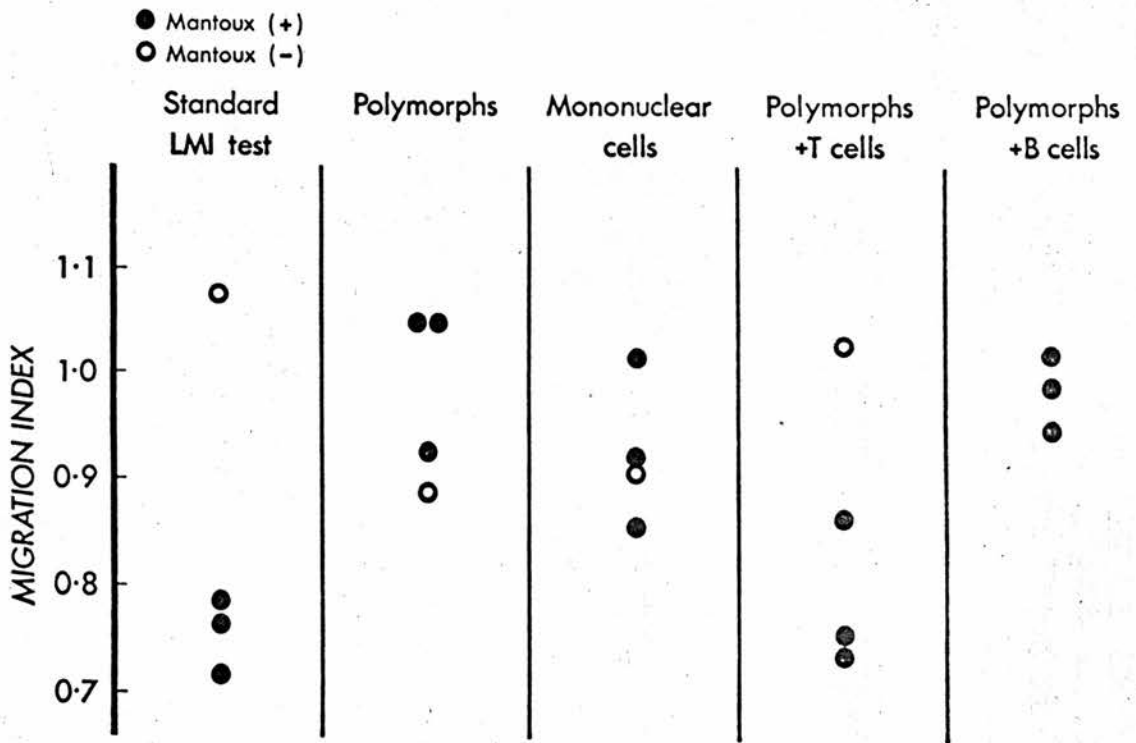 ● Mantoux (+)
○ Mantoux (-)
Standard
LMI test
Polymorphs
Mononuclear
cells
Polymorphs
+T cells
Polymorphs
+B cells
MIGRATION INDEX
1·1
1·0
0·9
0·8
0·7